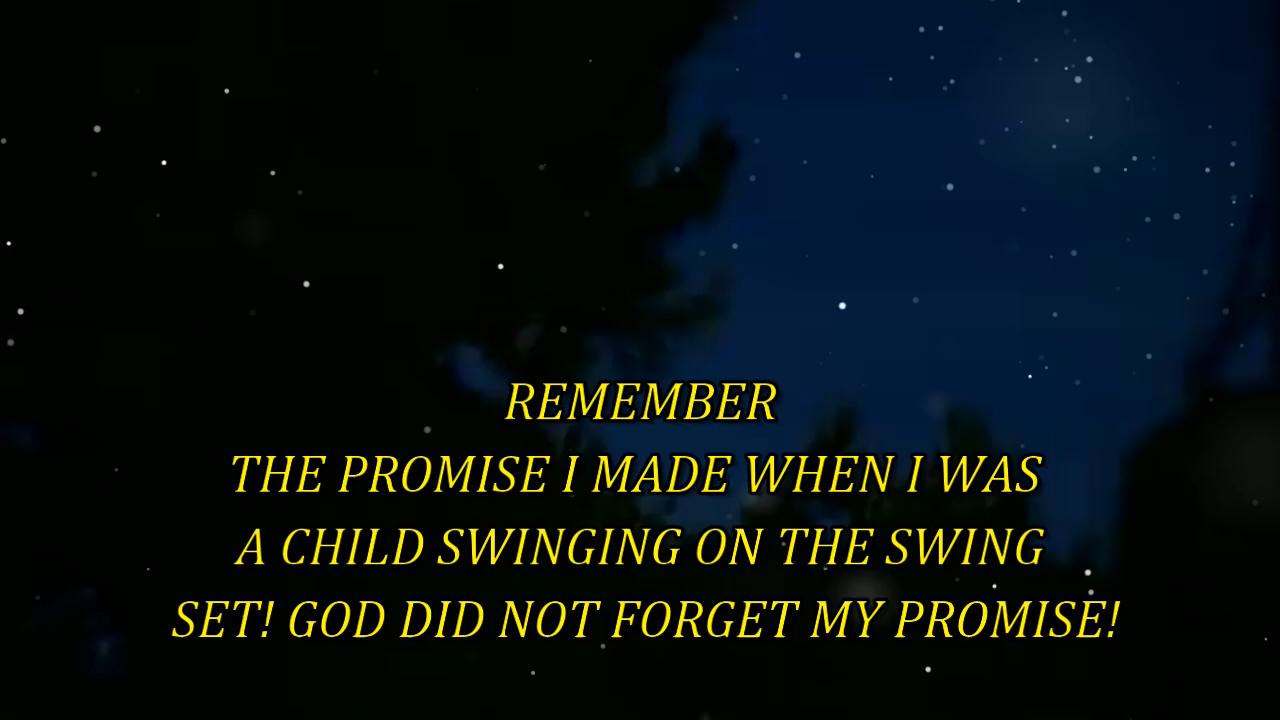 REMEMBER
THE PROMISE I MADE WHEN I WAS
A CHILD SWINGING ON THE SWING
SET! GOD DID NOT FORGET MY PROMISE!